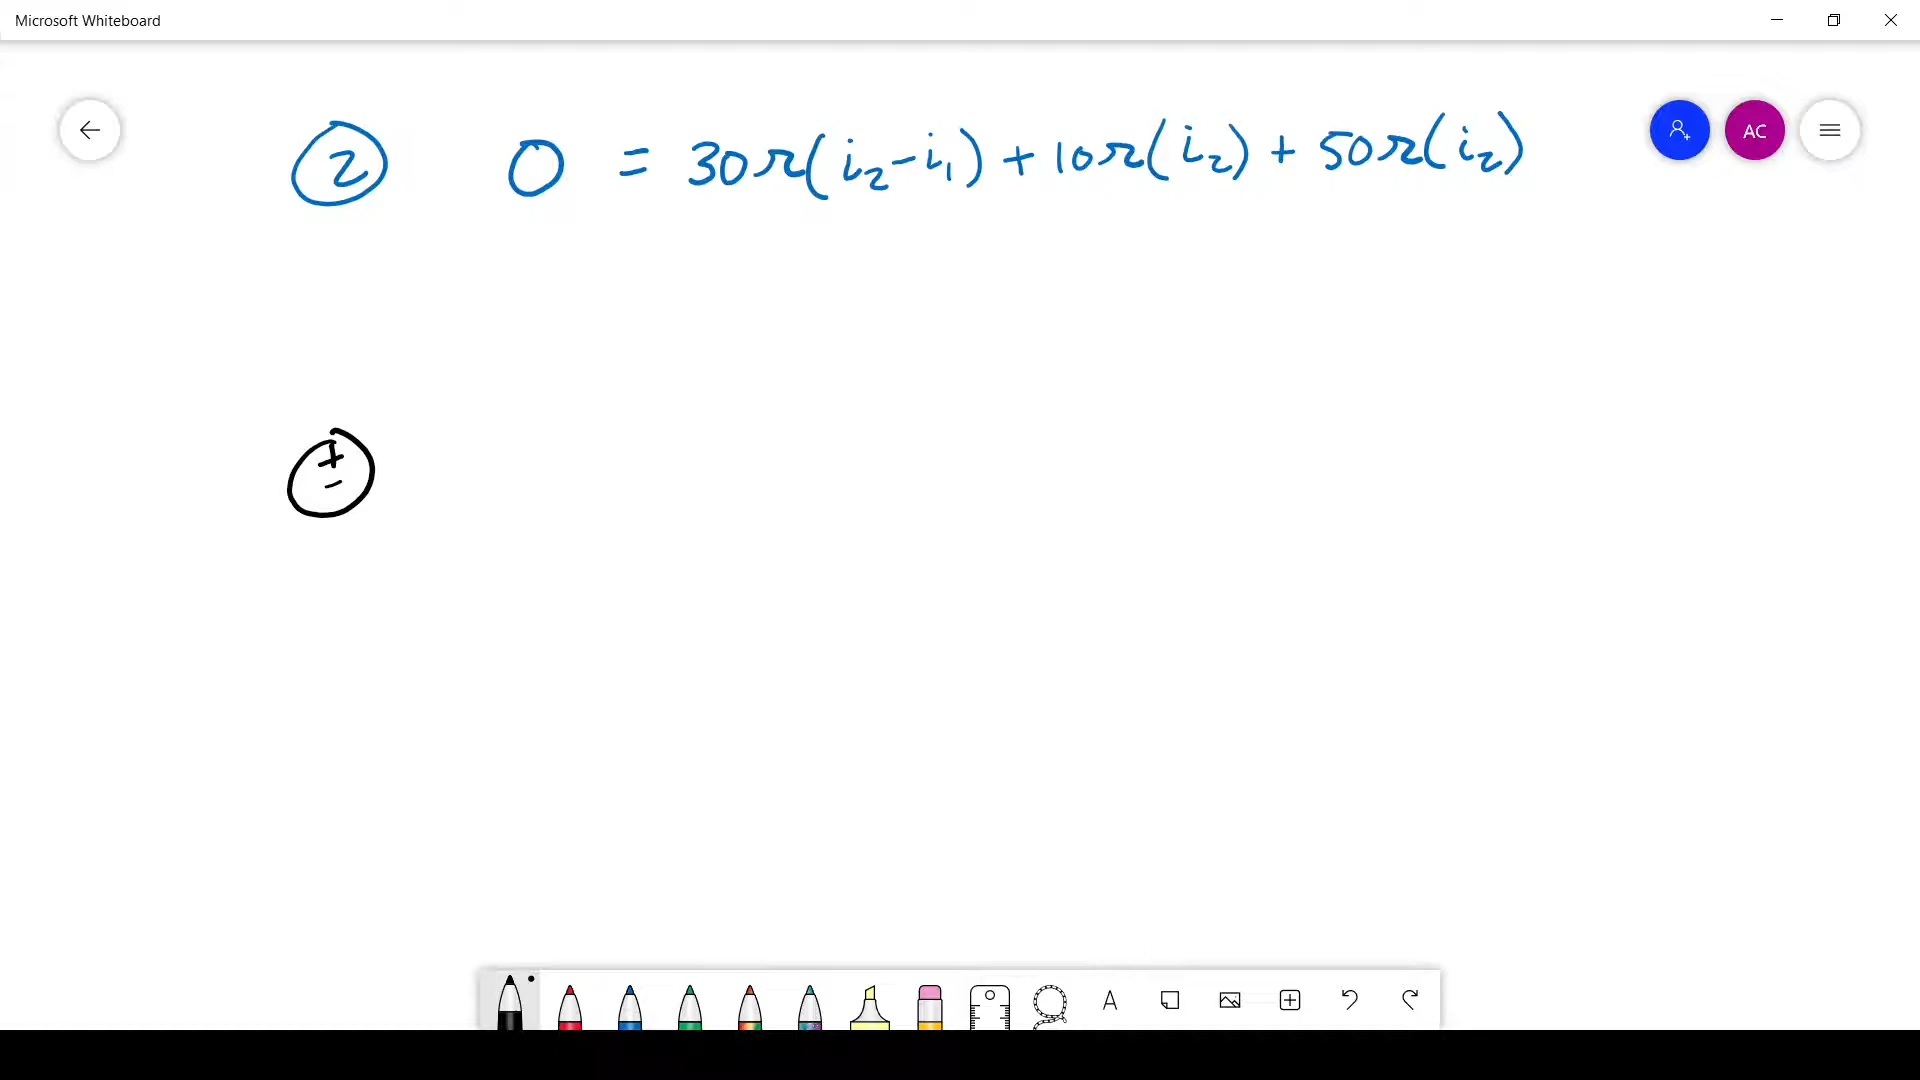 Microsoft Whiteboard
AC
② 0 = 30Ω(i₂-i₁) + 10Ω(i₂) + 50Ω(i₂)
+
-
A